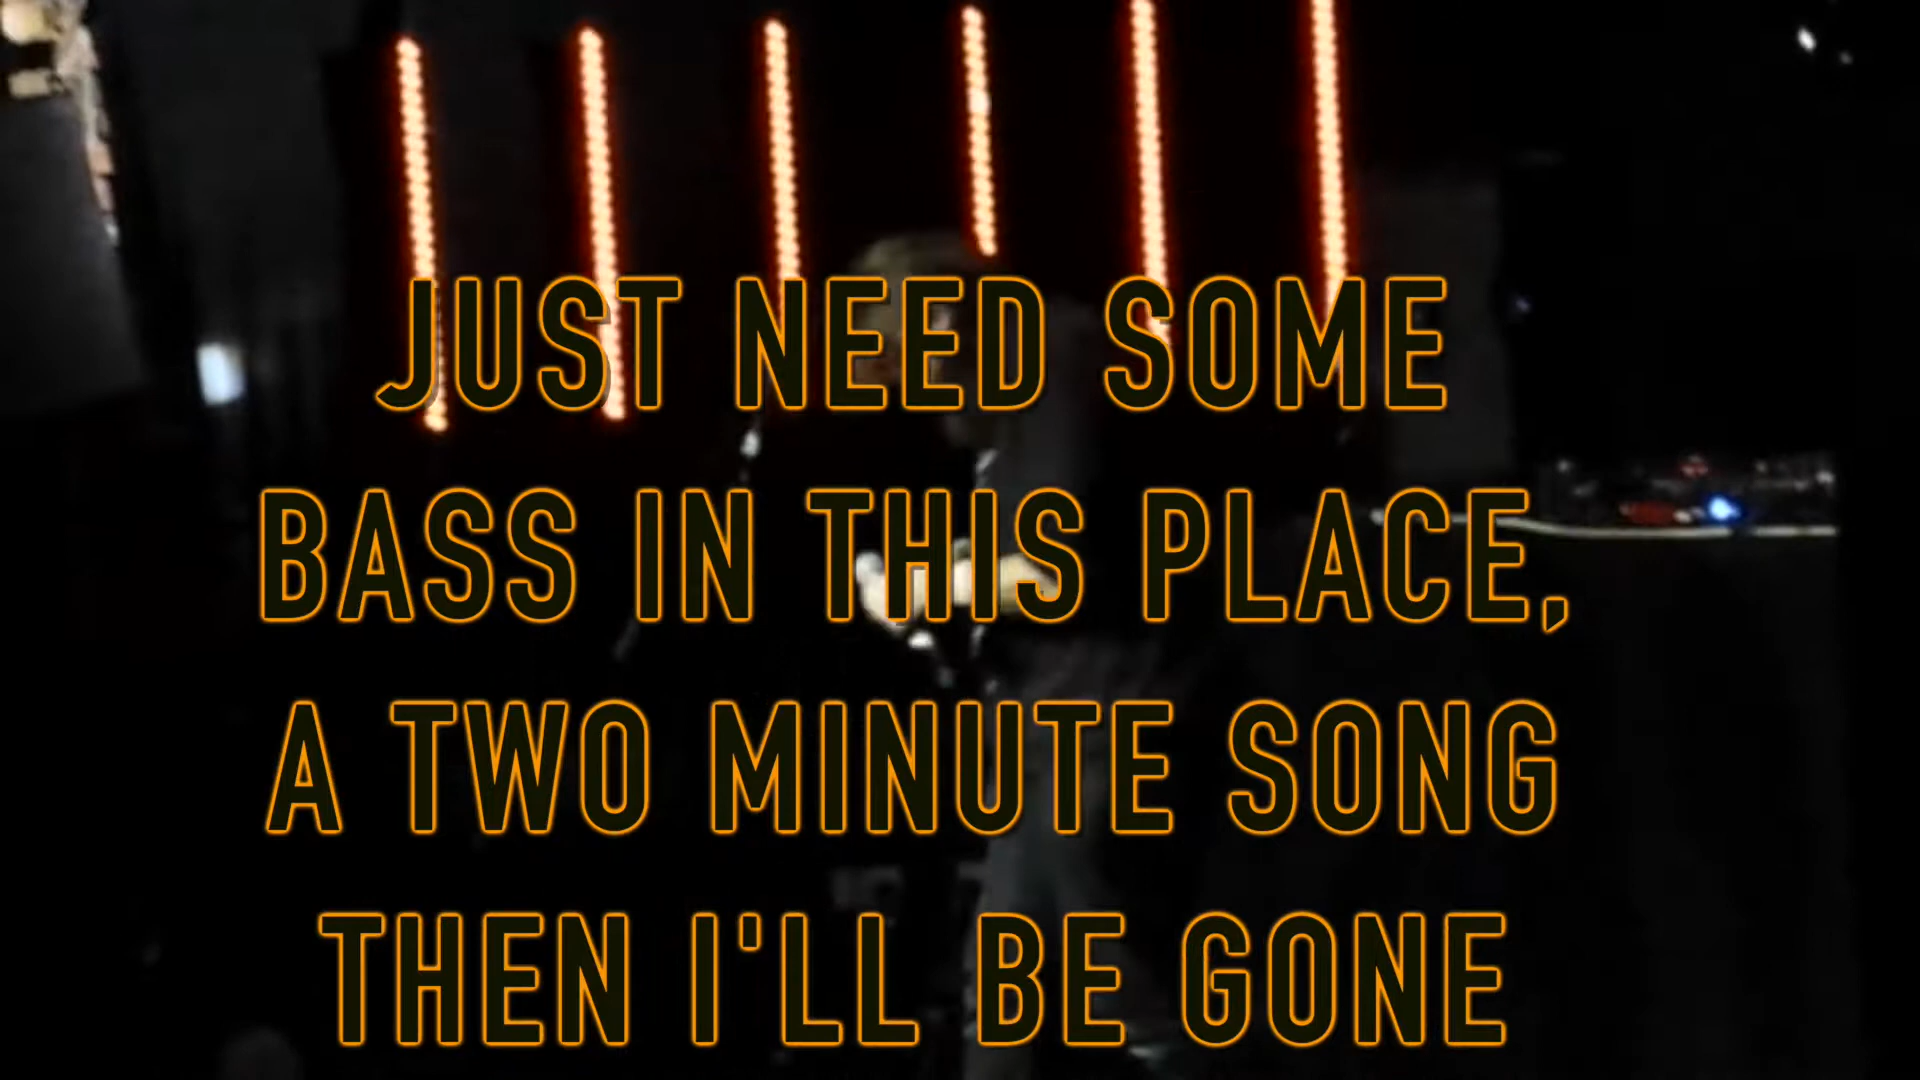 JUST NEED SOME
BASS IN THIS PLACE,
A TWO MINUTE SONG
THEN I'LL BE GONE